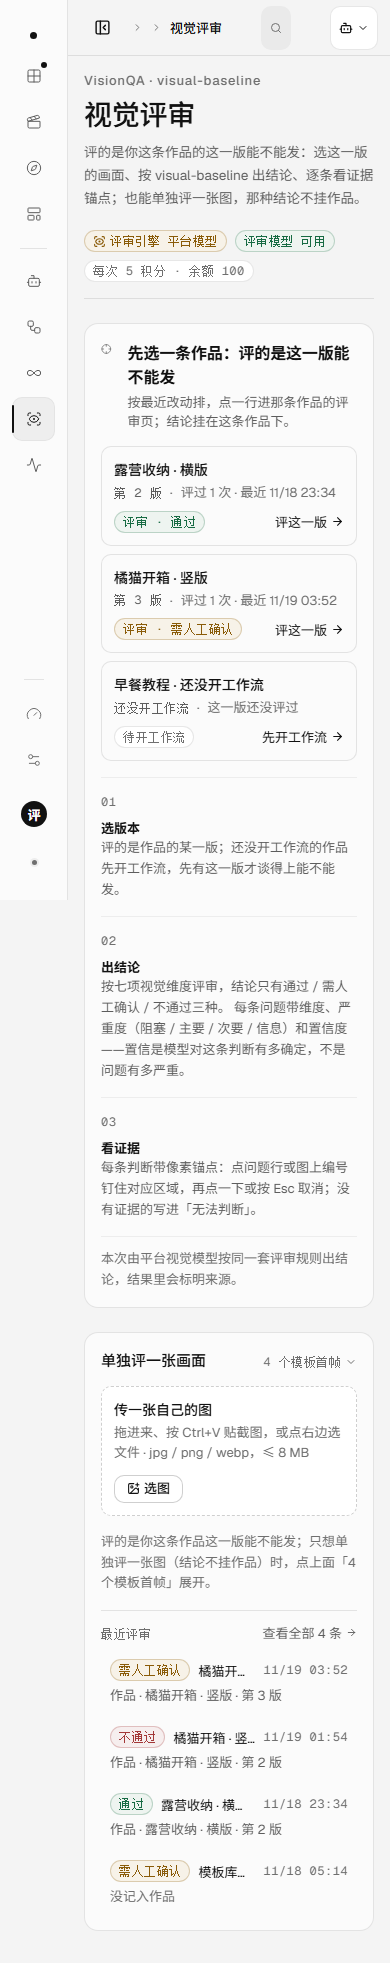 视觉评审
VisionQA · visual-baseline
视觉评审
评的是你这条作品的这一版能不能发：选这一版
的画面、按 visual-baseline 出结论、逐条看证据
锚点；也能单独评一张图，那种结论不挂作品。
评审引擎 平台模型
评审模型 可用
每次 5 积分 · 余额 100
先选一条作品：评的是这一版能
不能发
按最近改动排，点一行进那条作品的评
审页；结论挂在这条作品下。
露营收纳 · 横版
第 2 版 · 评过 1 次 · 最近 11/18 23:34
评审 · 通过
评这一版 →
橘猫开箱 · 竖版
第 3 版 · 评过 1 次 · 最近 11/19 03:52
评审 · 需人工确认
评这一版 →
早餐教程 · 还没开工作流
还没开工作流 · 这一版还没评过
待开工作流
先开工作流 →
01
选版本
评的是作品的某一版；还没开工作流的作品
先开工作流，先有这一版才谈得上能不能
发。
02
出结论
按七项视觉维度评审，结论只有通过 / 需人
工确认 / 不通过三种。 每条问题带维度、严
重度（阻塞 / 主要 / 次要 / 信息）和置信度
——置信是模型对这条判断有多确定，不是
问题有多严重。
03
看证据
每条判断带像素锚点：点问题行或图上编号
钉住对应区域，再点一下或按 Esc 取消；没
有证据的写进「无法判断」。
本次由平台视觉模型按同一套评审规则出结
论，结果里会标明来源。
单独评一张画面
4 个模板首帧
传一张自己的图
拖进来、按 Ctrl+V 贴截图，或点右边选
文件 · jpg / png / webp，≤ 8 MB
选图
评的是你这条作品这一版能不能发；只想单
独评一张图（结论不挂作品）时，点上面「4
个模板首帧」展开。
最近评审
查看全部 4 条 →
需人工确认 橘猫开… 11/19 03:52
作品 · 橘猫开箱 · 竖版 · 第 3 版
不通过 橘猫开箱 · 竖… 11/19 01:54
作品 · 橘猫开箱 · 竖版 · 第 2 版
通过 露营收纳 · 横… 11/18 23:34
作品 · 露营收纳 · 横版 · 第 2 版
需人工确认 模板库… 11/18 05:14
没记入作品
评